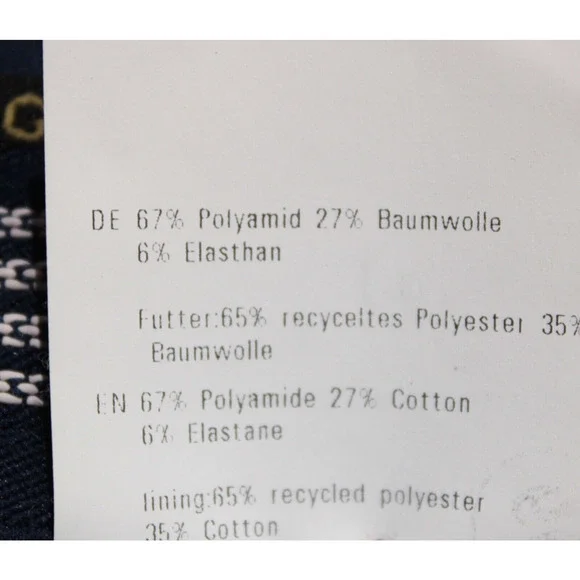 G
DE 67% Polyamid 27% Baumwolle
6% Elasthan
Futter:65% recyceltes Polyester 35%
Baumwolle
EN 67% Polyamide 27% Cotton
6% Elastane
lining:65% recycled polyester
35% Cotton